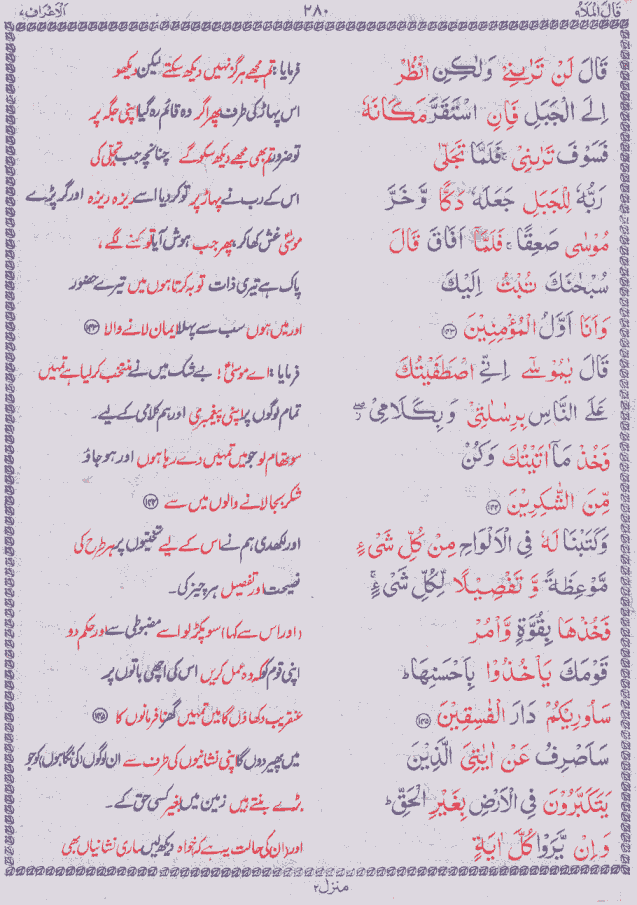 قَالَ الْمَلَاُ ۹
۲۸۰
اَلْاَعْرَاف ۷
قَالَ لَنْ تَرٰىنِیْ وَلٰـکِنِ انْظُرْ
فرمایا: تم مجھے ہرگز نہیں دیکھ سکتے لیکن دیکھو
اِلَی الْجَبَلِ فَاِنِ اسْتَقَرَّ مَکَانَهٗ
اس پہاڑ کی طرف پھر اگر وہ قائم رہ گیا اپنی جگہ پر
فَسَوْفَ تَرٰىنِیْ ۚ فَلَمَّا تَجَلّٰی
تو ضرور تم بھی مجھے دیکھ سکو گے چنانچہ جب تجلی کی
رَبُّهٗ لِلْجَبَلِ جَعَلَهٗ دَکًّا وَّخَرَّ
اس کے رب نے پہاڑ پر تو کر دیا اسے ریزہ ریزہ اور گر پڑے
مُوْسٰی صَعِقًا ۚ فَلَمَّاۤ اَفَاقَ قَالَ
موسیٰؑ غش کھا کر، پھر جب ہوش آیا تو کہنے لگے،
سُبْحٰنَکَ تُبْتُ اِلَیْکَ
پاک ہے تیری ذات توبہ کرتا ہوں میں تیرے حضور
وَاَنَا اَوَّلُ الْمُؤْمِنِیْنَ ﴿۱۴۳﴾
اور میں ہوں سب سے پہلا ایمان لانے والا ﴿۱۴۳﴾
قَالَ یٰمُوْسٰۤی اِنِّی اصْطَفَیْتُکَ
فرمایا: اے موسیٰؑ! بے شک میں نے منتخب کر لیا ہے تمہیں
عَلَی النَّاسِ بِرِسٰلٰتِیْ وَبِکَلَامِیْ ۫ۖ
تمام لوگوں پر اپنی پیغمبری اور ہم کلامی کے لیے۔
فَخُذْ مَاۤ اٰتَیْتُکَ وَکُنْ
سو تھام لو جو میں تمہیں دے رہا ہوں اور ہو جاؤ
مِّنَ الشّٰکِرِیْنَ ﴿۱۴۴﴾
شکر بجا لانے والوں میں سے ﴿۱۴۴﴾
وَکَتَبْنَا لَهٗ فِی الْاَلْوَاحِ مِنْ کُلِّ شَیْءٍ
اور لکھ دی ہم نے اس کے لیے تختیوں پر ہر طرح کی
مَّوْعِظَةً وَّ تَفْصِیْلًا لِّکُلِّ شَیْءٍ ۚ
نصیحت اور تفصیل ہر چیز کی۔
فَخُذْهَا بِقُوَّةٍ وَّاْمُرْ
(اور اس سے کہا) سو پکڑ لو اسے مضبوطی سے اور حکم دو
قَوْمَکَ یَاْخُذُوْا بِاَحْسَنِهَا ؕ
اپنی قوم کو کہ وہ عمل کریں اس کی اچھی باتوں پر
سَاُورِیْکُمْ دَارَ الْفٰسِقِیْنَ ﴿۱۴۵﴾
عنقریب دکھاؤں گا میں تمہیں گھر نافرمانوں کا ﴿۱۴۵﴾
سَاَصْرِفُ عَنْ اٰیٰتِیَ الَّذِیْنَ
میں پھیر دوں گا اپنی نشانیوں کی طرف سے ان لوگوں کی نگاہوں کو جو
یَتَکَبَّرُوْنَ فِی الْاَرْضِ بِغَیْرِ الْحَقِّ ؕ
بڑے بنتے ہیں زمین میں بغیر کسی حق کے۔
وَاِنْ یَّرَوْا کُلَّ اٰیَةٍ
اور ان کی حالت یہ ہے کہ خواہ دیکھ لیں ساری نشانیاں بھی
منزل ۲